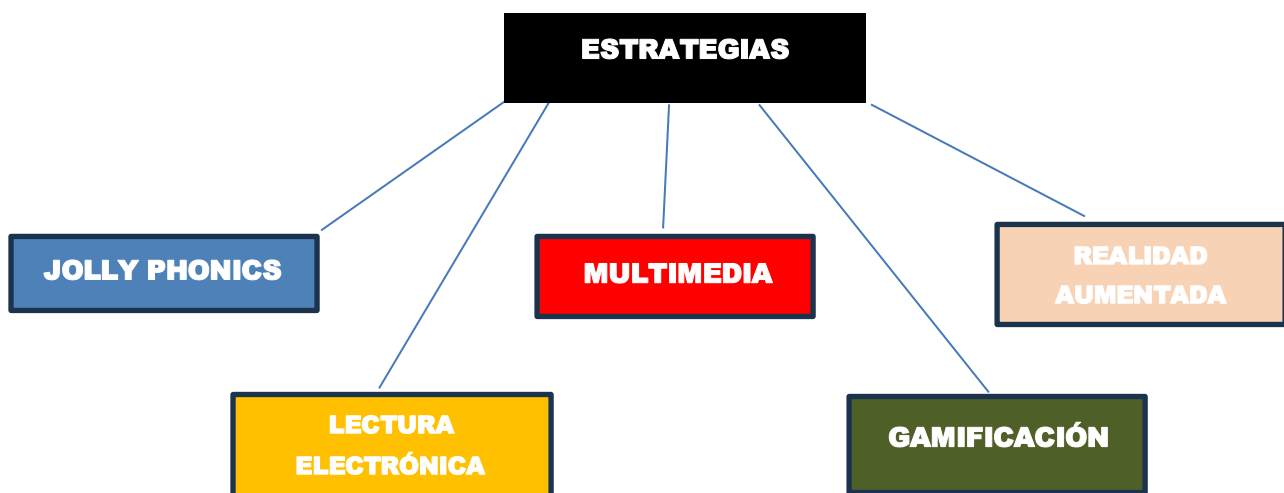 ESTRATEGIAS
JOLLY PHONICS
MULTIMEDIA
REALIDAD
AUMENTADA
LECTURA
ELECTRÓNICA
GAMIFICACIÓN